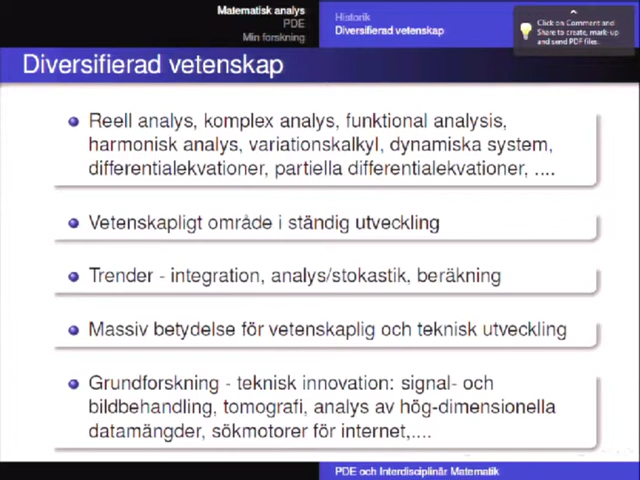 Matematisk analys
PDE
Min forskning
Historik
Diversifierad vetenskap
Click on Comment and
Share to create, mark-up
and send PDF files.
Diversifierad vetenskap
Reell analys, komplex analys, funktional analysis,
harmonisk analys, variationskalkyl, dynamiska system,
differentialekvationer, partiella differentialekvationer, ....
Vetenskapligt område i ständig utveckling
Trender - integration, analys/stokastik, beräkning
Massiv betydelse för vetenskaplig och teknisk utveckling
Grundforskning - teknisk innovation: signal- och
bildbehandling, tomografi, analys av hög-dimensionella
datamängder, sökmotorer för internet,....
PDE och Interdisciplinär Matematik